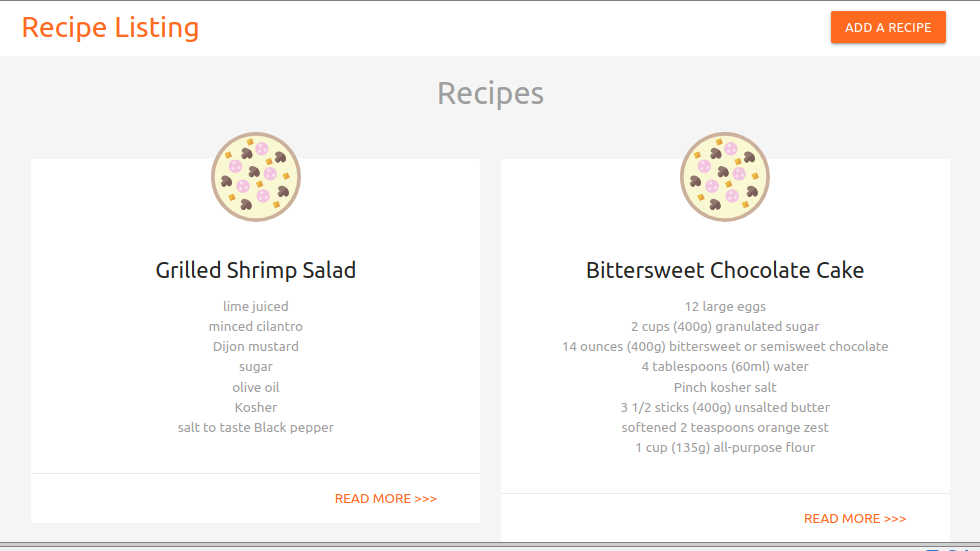 Recipe Listing
ADD A RECIPE
Recipes
Grilled Shrimp Salad
lime juiced
minced cilantro
Dijon mustard
sugar
olive oil
Kosher
salt to taste Black pepper
READ MORE >>>
Bittersweet Chocolate Cake
12 large eggs
2 cups (400g) granulated sugar
14 ounces (400g) bittersweet or semisweet chocolate
4 tablespoons (60ml) water
Pinch kosher salt
3 1/2 sticks (400g) unsalted butter
softened 2 teaspoons orange zest
1 cup (135g) all-purpose flour
READ MORE >>>